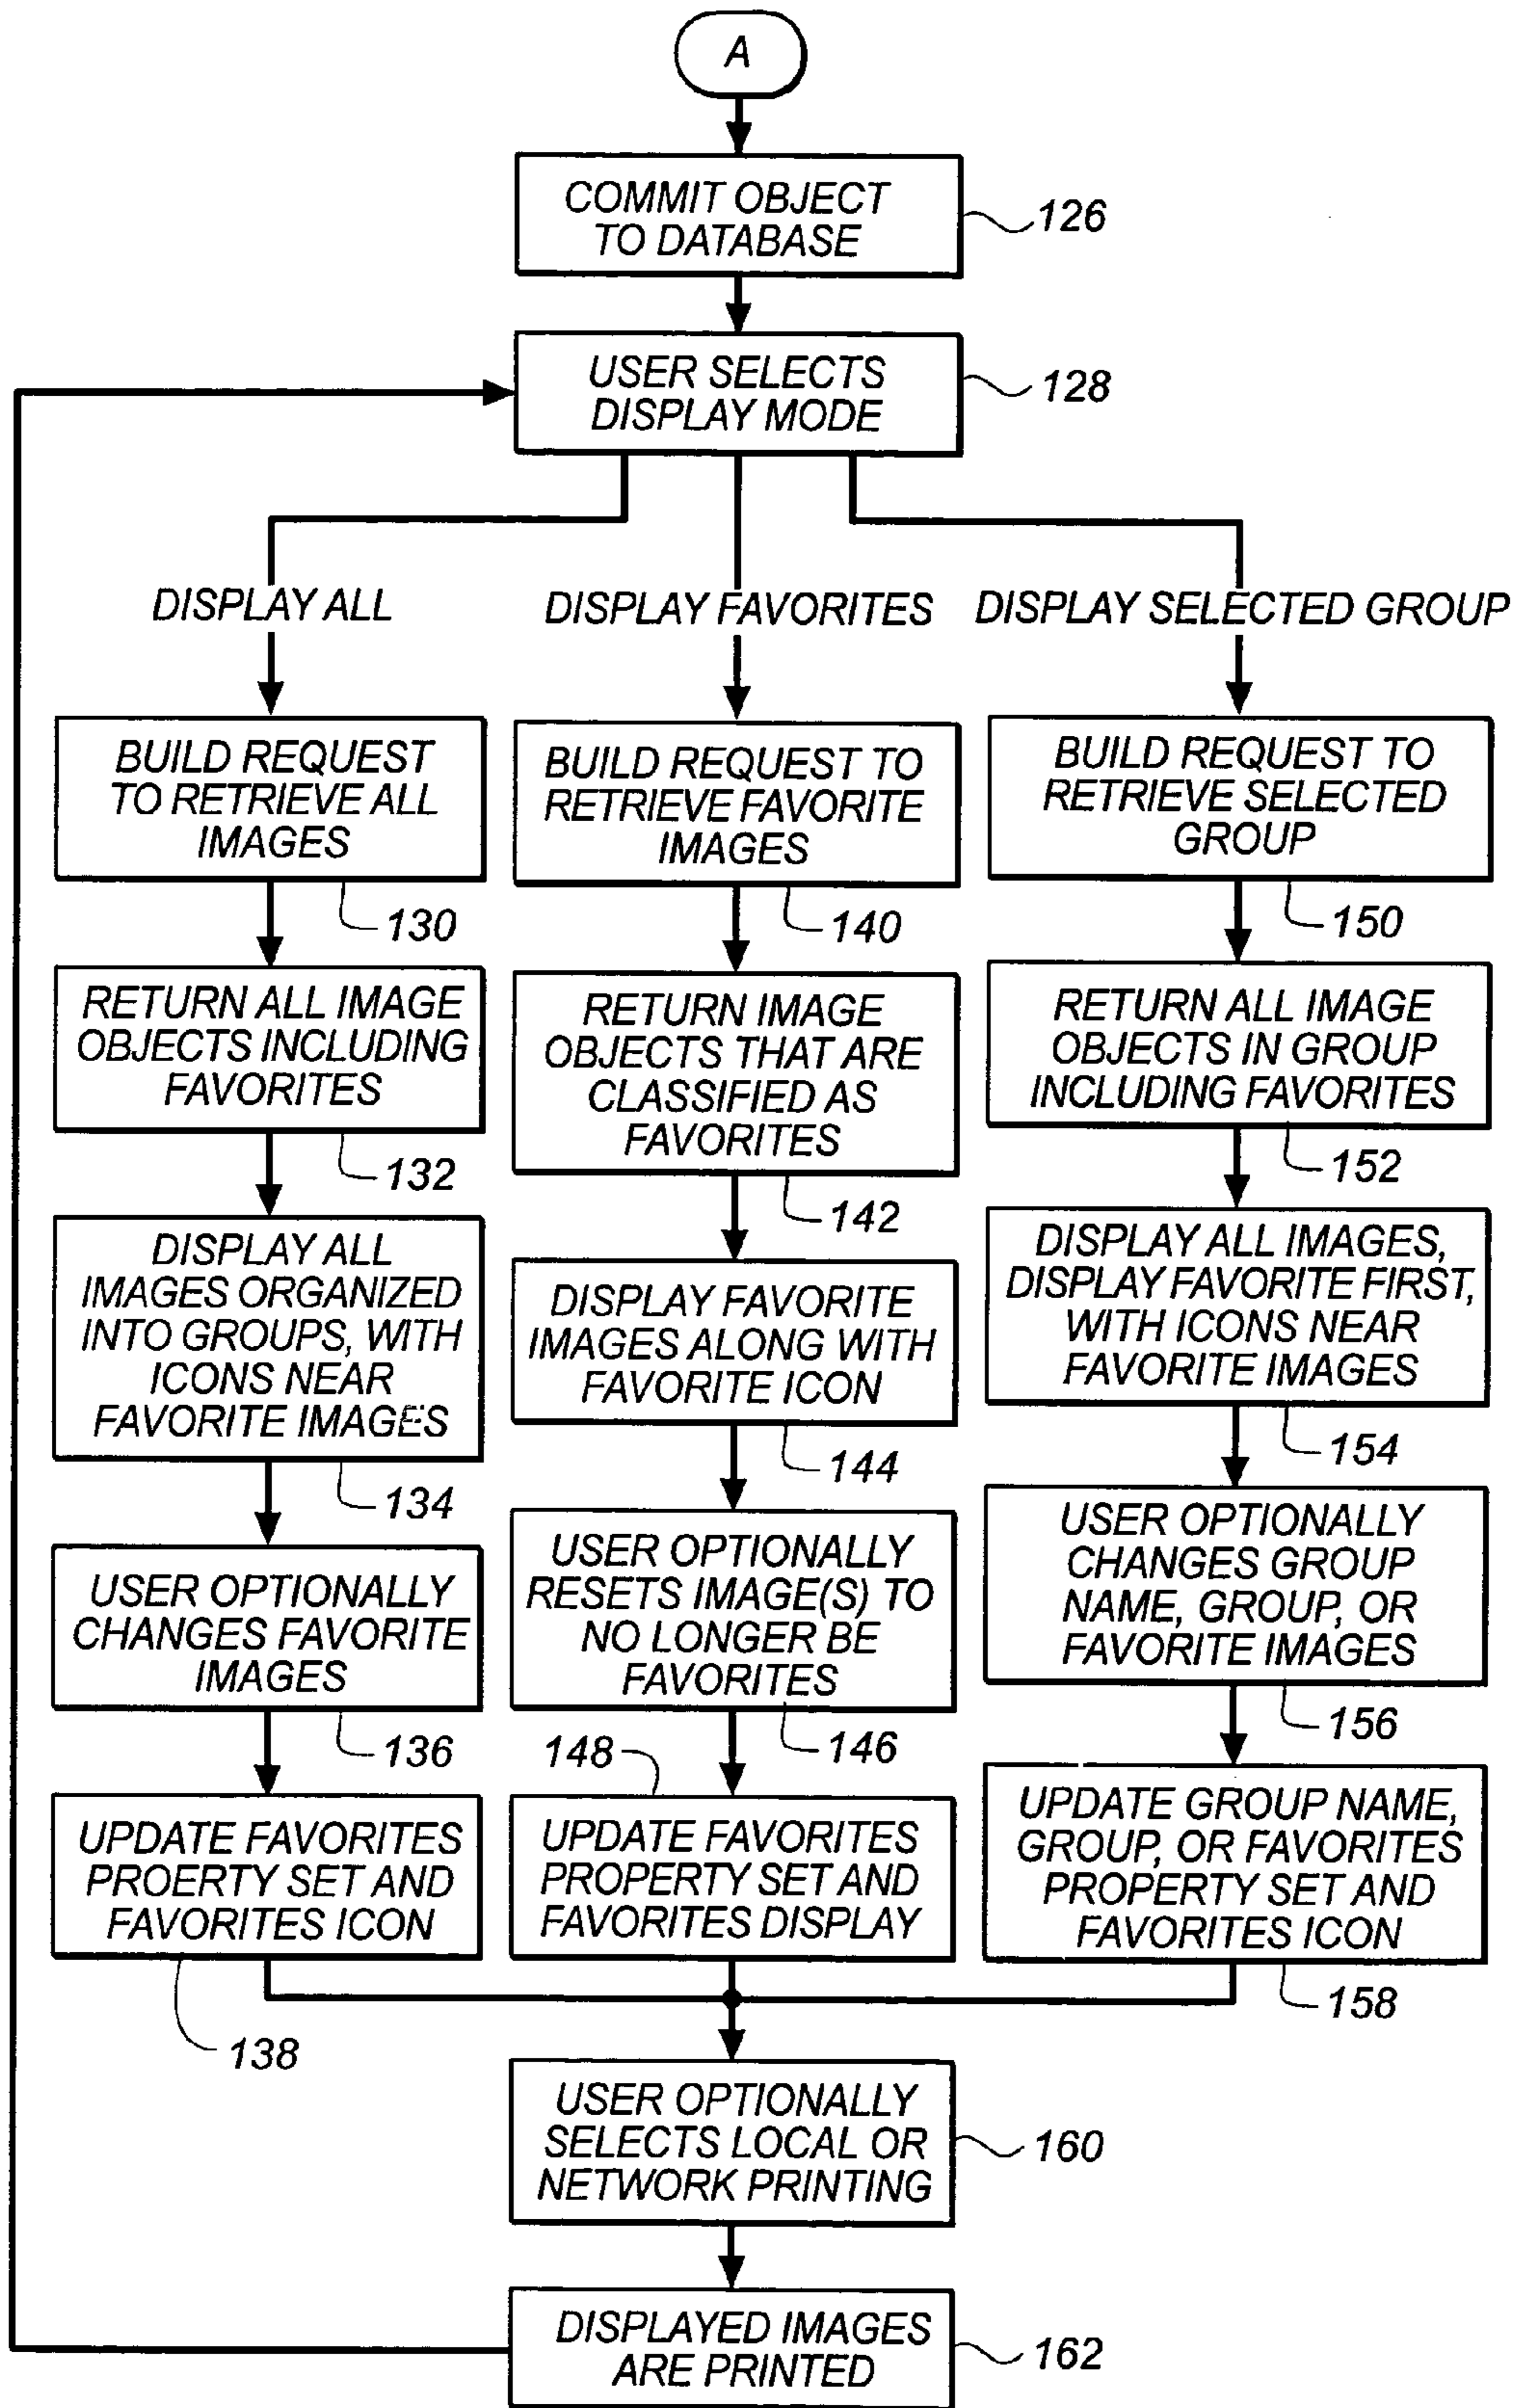 A
COMMIT OBJECT
TO DATABASE
126
USER SELECTS
DISPLAY MODE
128
DISPLAY ALL
DISPLAY FAVORITES
DISPLAY SELECTED GROUP
BUILD REQUEST
TO RETRIEVE ALL
IMAGES
130
RETURN ALL IMAGE
OBJECTS INCLUDING
FAVORITES
132
DISPLAY ALL
IMAGES ORGANIZED
INTO GROUPS, WITH
ICONS NEAR
FAVORITE IMAGES
134
USER OPTIONALLY
CHANGES FAVORITE
IMAGES
136
UPDATE FAVORITES
PROERTY SET AND
FAVORITES ICON
138
BUILD REQUEST TO
RETRIEVE FAVORITE
IMAGES
140
RETURN IMAGE
OBJECTS THAT ARE
CLASSIFIED AS
FAVORITES
142
DISPLAY FAVORITE
IMAGES ALONG WITH
FAVORITE ICON
144
USER OPTIONALLY
RESETS IMAGE(S) TO
NO LONGER BE
FAVORITES
146
148
UPDATE FAVORITES
PROPERTY SET AND
FAVORITES DISPLAY
BUILD REQUEST TO
RETRIEVE SELECTED
GROUP
150
RETURN ALL IMAGE
OBJECTS IN GROUP
INCLUDING FAVORITES
152
DISPLAY ALL IMAGES,
DISPLAY FAVORITE FIRST,
WITH ICONS NEAR
FAVORITE IMAGES
154
USER OPTIONALLY
CHANGES GROUP
NAME, GROUP, OR
FAVORITE IMAGES
156
UPDATE GROUP NAME,
GROUP, OR FAVORITES
PROPERTY SET AND
FAVORITES ICON
158
USER OPTIONALLY
SELECTS LOCAL OR
NETWORK PRINTING
160
DISPLAYED IMAGES
ARE PRINTED
162